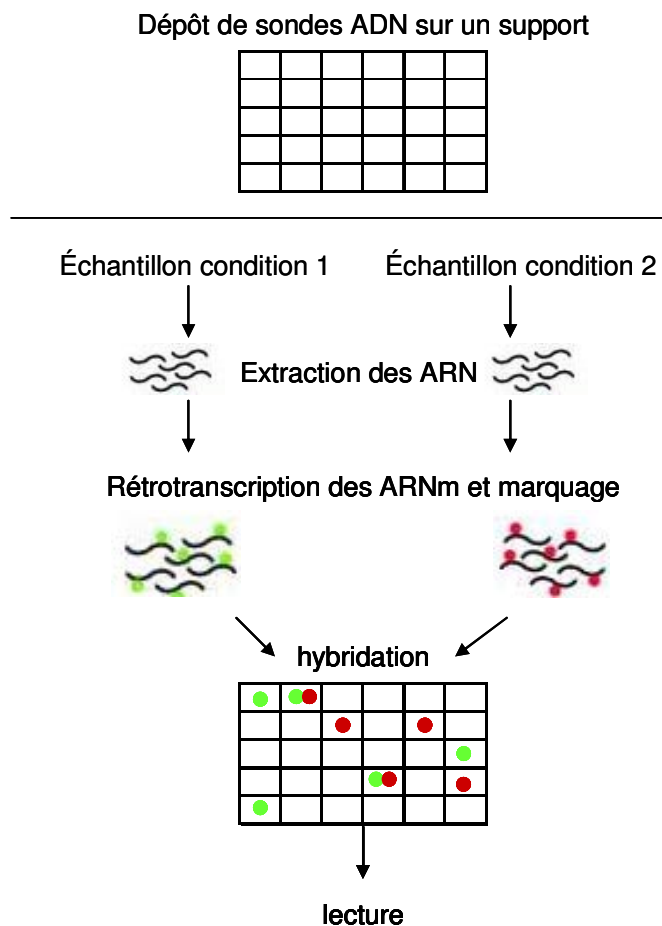 Dépôt de sondes ADN sur un support
Échantillon condition 1
Échantillon condition 2
Extraction des ARN
Rétrotranscription des ARNm et marquage
hybridation
lecture